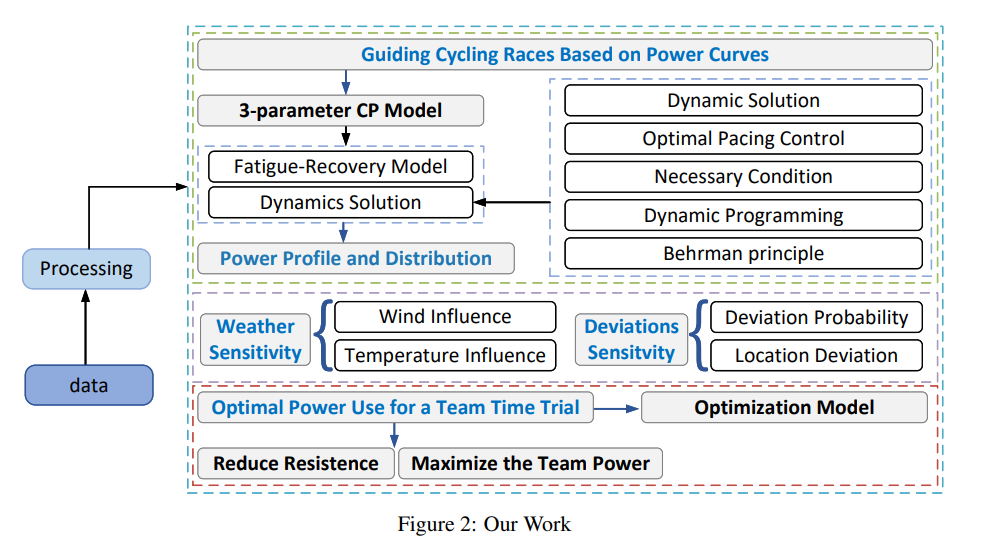 Guiding Cycling Races Based on Power Curves
3-parameter CP Model
Fatigue-Recovery Model
Dynamics Solution
Power Profile and Distribution
Dynamic Solution
Optimal Pacing Control
Necessary Condition
Dynamic Programming
Behrman principle
Processing
data
Weather
Sensitivity
Wind Influence
Temperature Influence
Deviations
Sensitvity
Deviation Probability
Location Deviation
Optimal Power Use for a Team Time Trial
Optimization Model
Reduce Resistence
Maximize the Team Power
Figure 2: Our Work